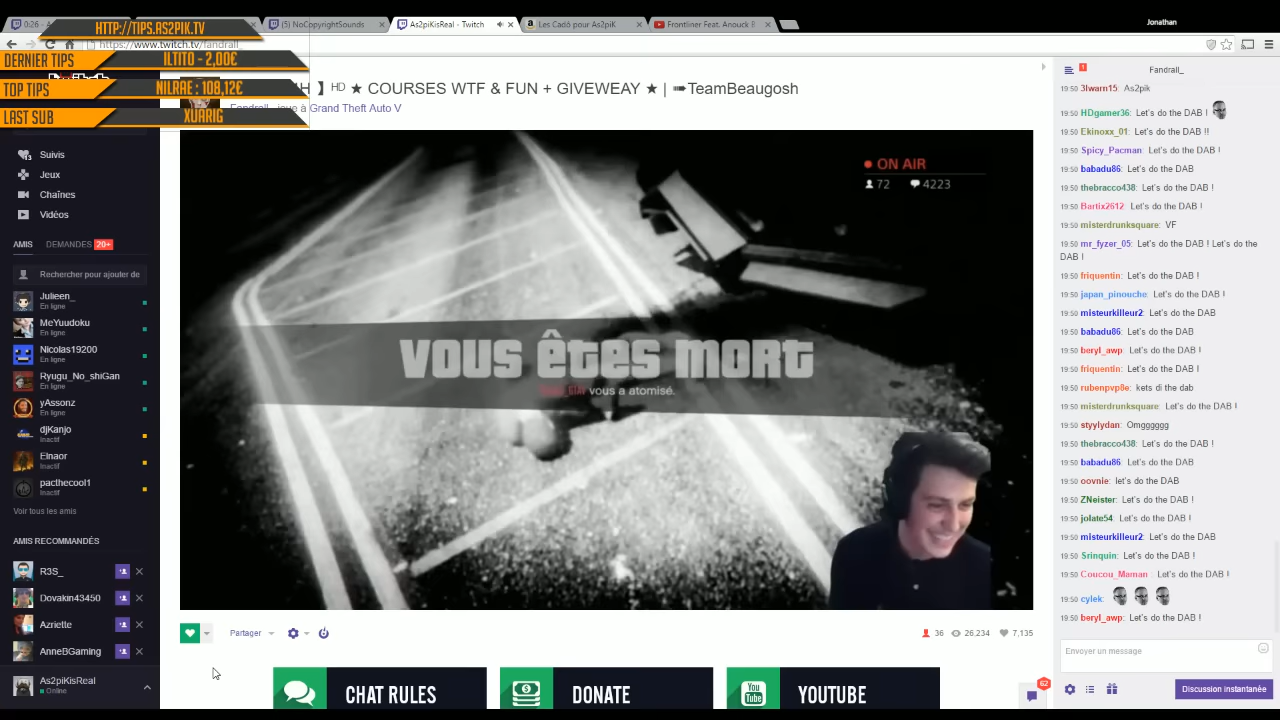 0:26 -
(5) NoCopyrightSounds
As2piKisReal - Twitch
Les Cadô pour As2piK
Frontliner Feat. Anouck
Jonathan
https://www.twitch.tv/fandrall_
HTTP://TIPS.AS2PIK.TV
DERNIER TIPS
ILTITO - 2,00€
TOP TIPS
NILRAE : 108,12€
LAST SUB
XUARIG
】 HD ★ COURSES WTF & FUN + GIVEWEAY ★ | ➠TeamBeaugosh
Fandrall_ joue à Grand Theft Auto V
Suivis
Jeux
Chaînes
Vidéos
AMIS DEMANDES 20+
Rechercher pour ajouter de
Julieen_
En ligne
MeYuudoku
En ligne
Nicolas19200
En ligne
Ryugu_No_shiGan
En ligne
yAssonz
En ligne
djKanjo
Inactif
Elnaor
Inactif
pacthecool1
Inactif
Voir tous les amis
AMIS RECOMMANDÉS
R3S_
Dovakin43450
Azriette
AnneBGaming
As2piKisReal
Online
ON AIR
72 4223
VOUS êtes MORT
vous a atomisé.
Partager
36 26,234 7,135
CHAT RULES
DONATE
You Tube
YOUTUBE
1
Fandrall_
19:50 3lwarn15: As2pik
19:50 HDgamer36: Let's do the DAB !
19:50 Ekinoxx_01: Let's do the DAB !!
19:50 Spicy_Pacman: Let's do the DAB !
19:50 babadu86: Let's do the DAB
19:50 thebracco438: Let's do the DAB !
19:50 Bartix2612: Let's do the DAB !
19:50 misterdrunksquare: VF
19:50 mr_fyzer_05: Let's do the DAB ! Let's do the
DAB !
19:50 friquentin: Let's do the DAB !
19:50 japan_pinouche: Let's do the DAB !
19:50 misteurkilleur2: Let's do the DAB
19:50 babadu86: Let's do the DAB
19:50 beryl_awp: Let's do the DAB !
19:50 friquentin: Let's do the DAB !
19:50 rubenpvp8e: kets di the dab
19:50 misterdrunksquare: Let's do the DAB !
19:50 styylydan: Omgggggg
19:50 thebracco438: Let's do the DAB !
19:50 babadu86: Let's do the DAB
19:50 oovnie: let's do the DAB
19:50 ZNeister: Let's do the DAB !
19:50 jolate54: Let's do the DAB !
19:50 misteurkilleur2: Let's do the DAB
19:50 Srinquin: Let's do the DAB !
19:50 Coucou_Maman: Let's do the DAB !
19:50 cylek:
19:50 beryl_awp: Let's do the DAB !
Envoyer un message
Discussion instantanée
62